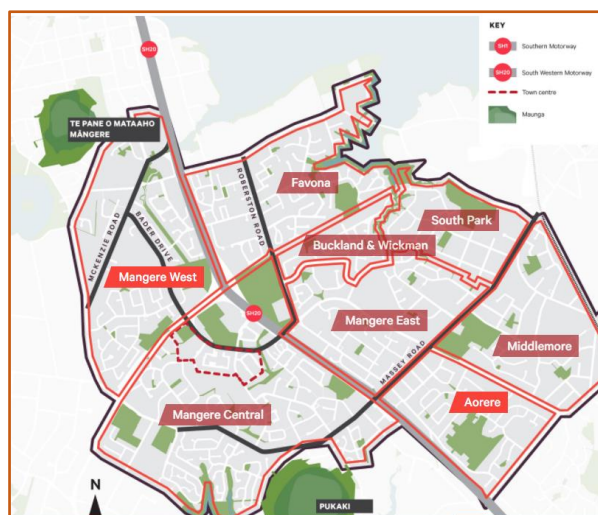 KEY
SH1 Southern Motorway
SH20 South Western Motorway
Town centre
Maunga
SH20
TE PANE O MATAAHO
MĀNGERE
ROBERSTON ROAD
Favona
South Park
MCKENZIE ROAD
BADER DRIVE
Buckland & Wickman
Mangere West
SH20
Mangere East
MASSEY ROAD
Middlemore
Aorere
Mangere Central
N
PUKAKI